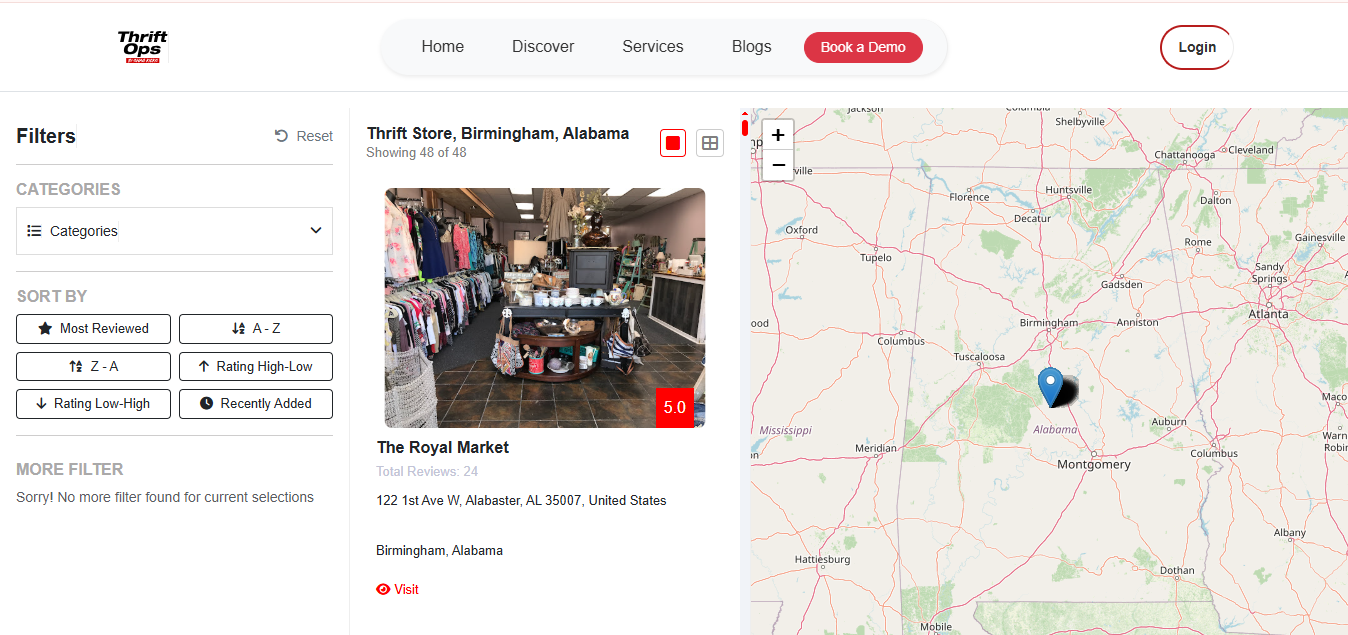 Thrift
Ops
Home
Discover
Services
Blogs
Book a Demo
Login
Filters
Reset
CATEGORIES
Categories
SORT BY
Most Reviewed
A - Z
Z - A
Rating High-Low
Rating Low-High
Recently Added
MORE FILTER
Sorry! No more filter found for current selections
Thrift Store, Birmingham, Alabama
Showing 48 of 48
5.0
The Royal Market
Total Reviews: 24
122 1st Ave W, Alabaster, AL 35007, United States
Birmingham, Alabama
Visit
+
−
Jackson
Columbia
Shelbyville
Chattanooga
Cleveland
Huntsville
Florence
Decatur
Dalton
Oxford
Tupelo
Rome
Gainesville
Sandy
Springs
Gadsden
Atlanta
Birmingham
Anniston
Columbus
Tuscaloosa
Mississippi
Alabama
Auburn
Meridian
Montgomery
Columbus
Albany
Hattiesburg
Dothan
Mobile